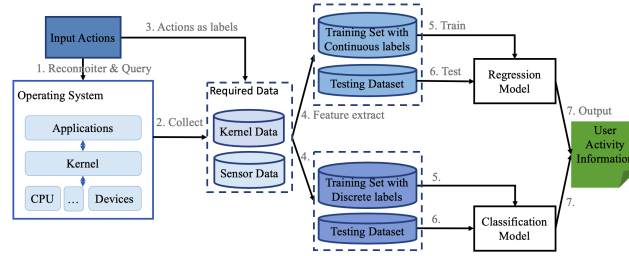 3. Actions as labels
Input Actions
1. Reconnoiter & Query
Operating System
Applications
Kernel
CPU
...
Devices
2. Collect
Required Data
Kernel Data
Sensor Data
4. Feature extract
4.
Training Set with
Continuous labels
Testing Dataset
5. Train
6. Test
Regression
Model
Training Set with
Discrete labels
Testing Dataset
5.
6.
Classification
Model
7. Output
7.
User
Activity
Information